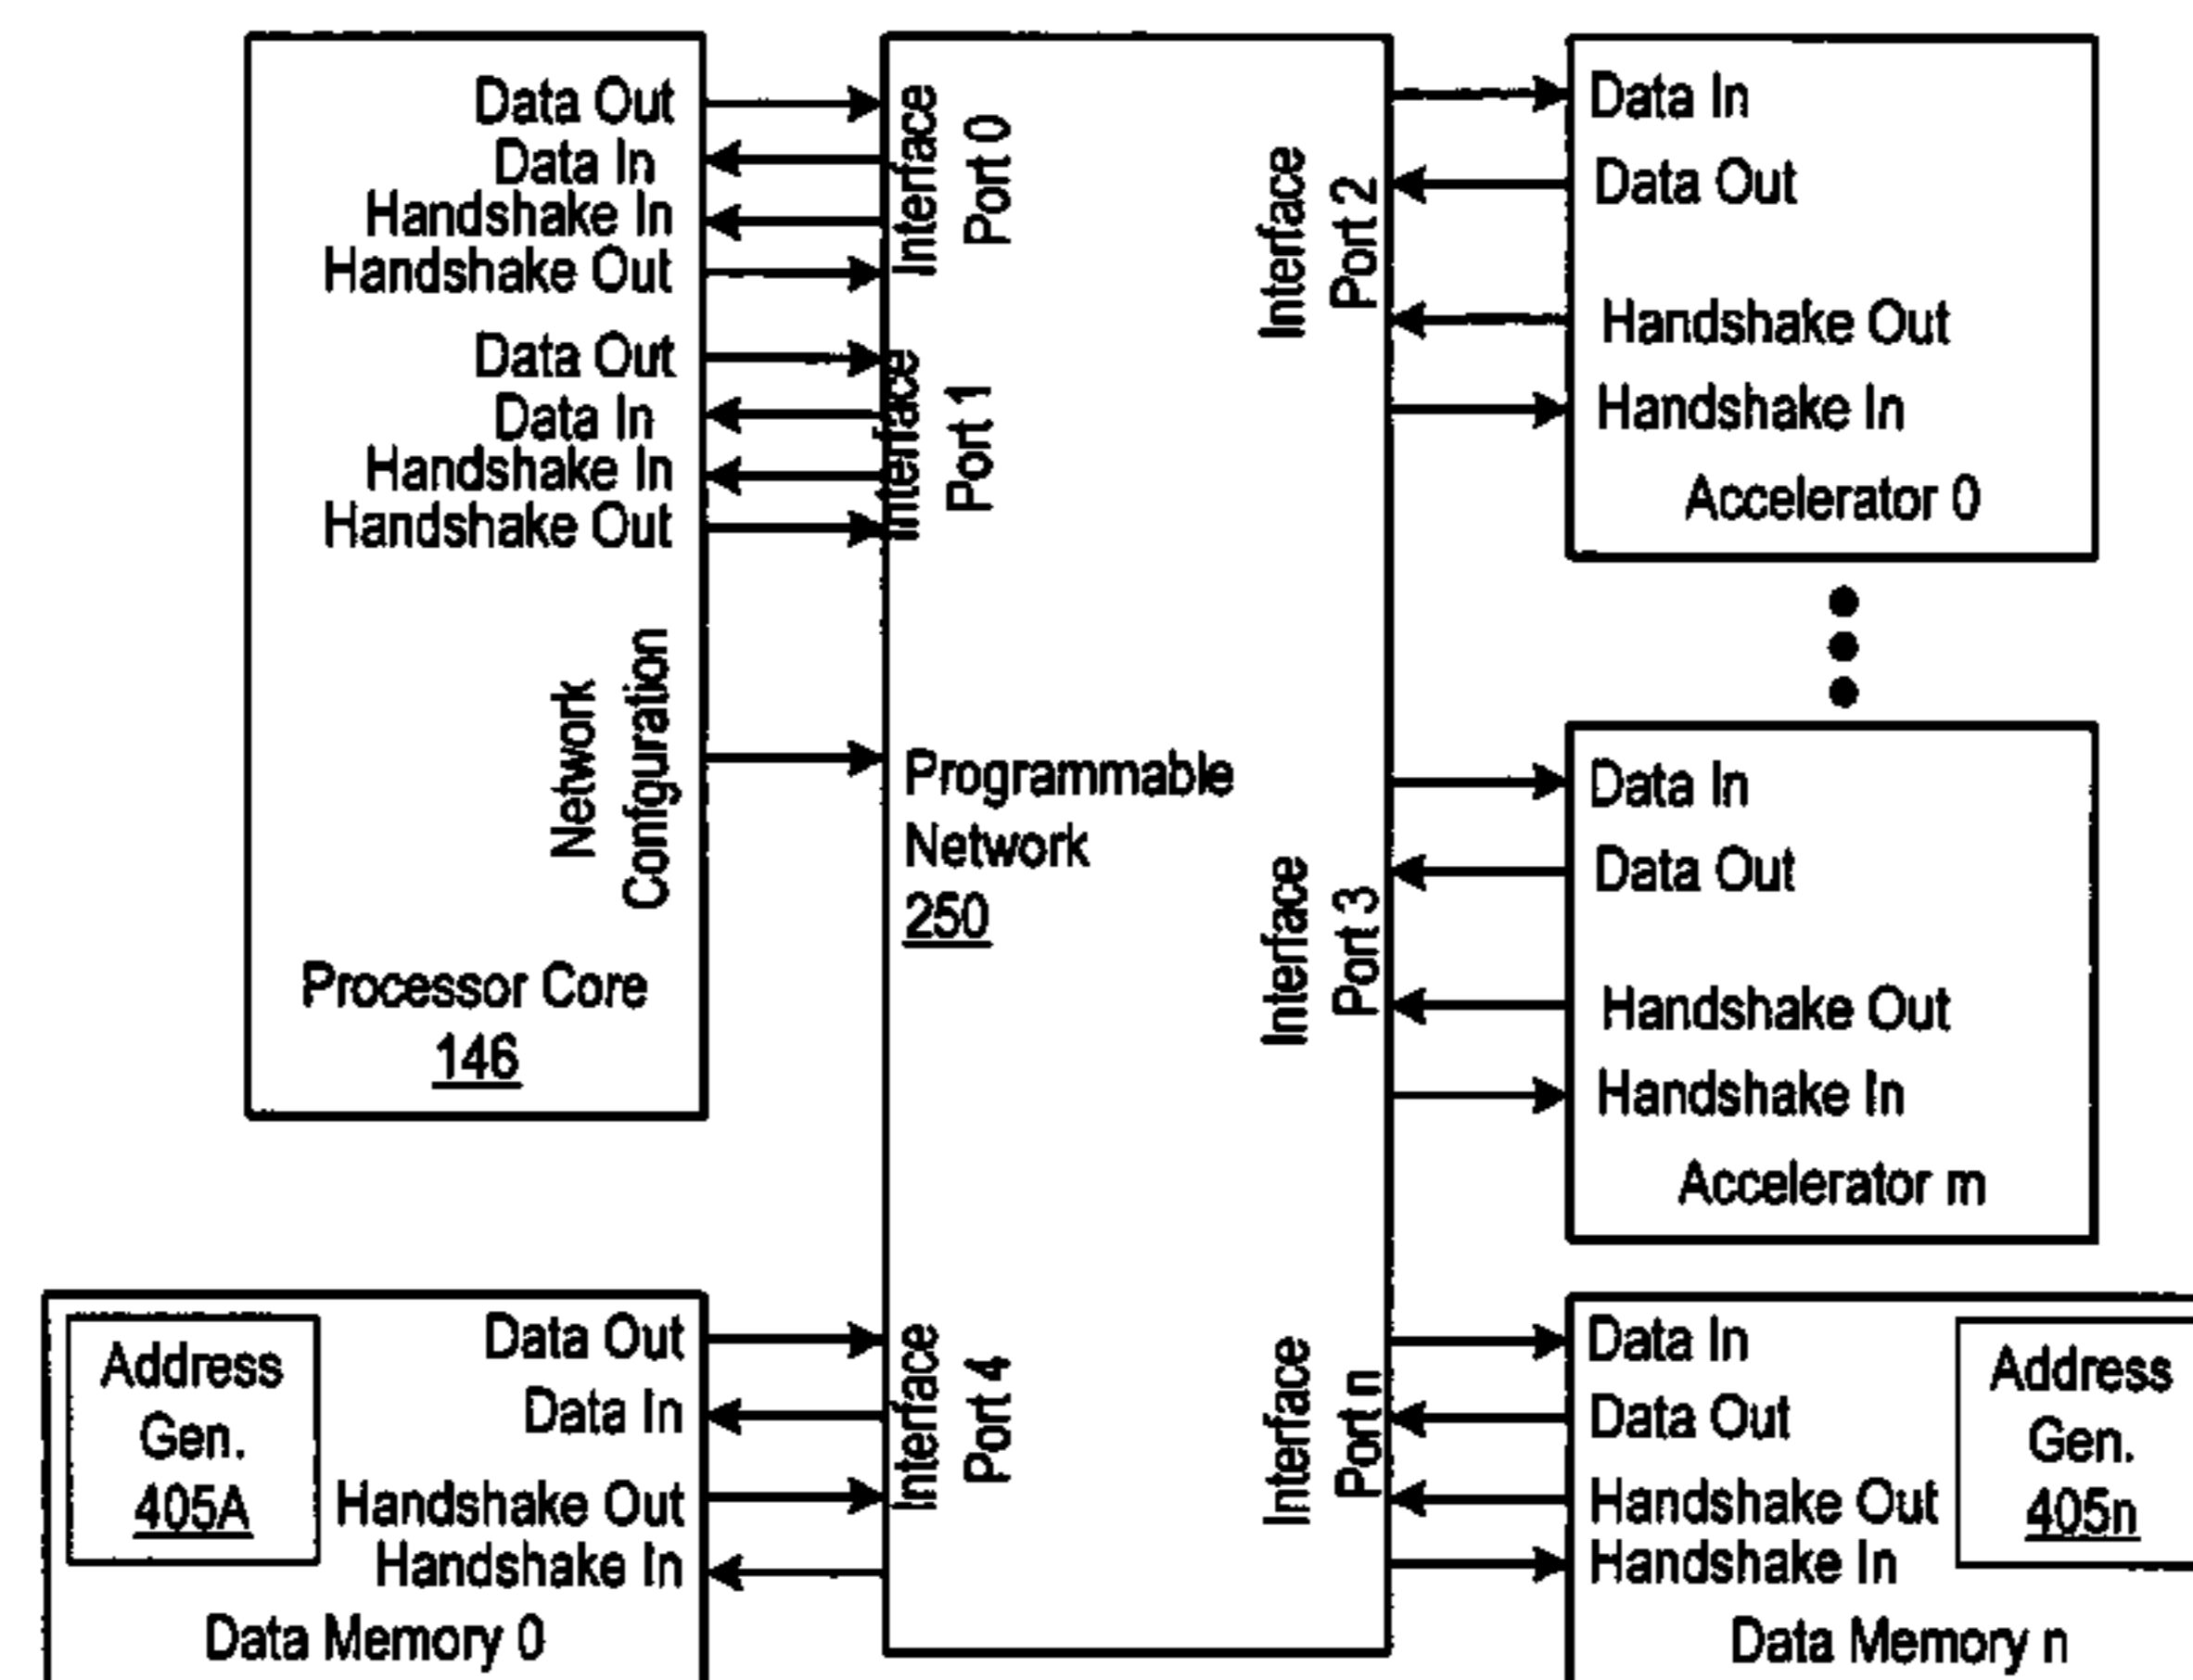 Data Out
Data In
Handshake In
Handshake Out
Data Out
Data In
Handshake In
Handshake Out
Network
Configuration
Processor Core
146
Interface
Port 0
Interface
Port 1
Programmable
Network
250
Interface
Port 2
Interface
Port 3
Interface
Port 4
Interface
Port n
Data In
Data Out
Handshake Out
Handshake In
Accelerator 0
Data In
Data Out
Handshake Out
Handshake In
Accelerator m
Address
Gen.
405A
Data Out
Data In
Handshake Out
Handshake In
Data Memory 0
Data In
Data Out
Handshake Out
Handshake In
Address
Gen.
405n
Data Memory n